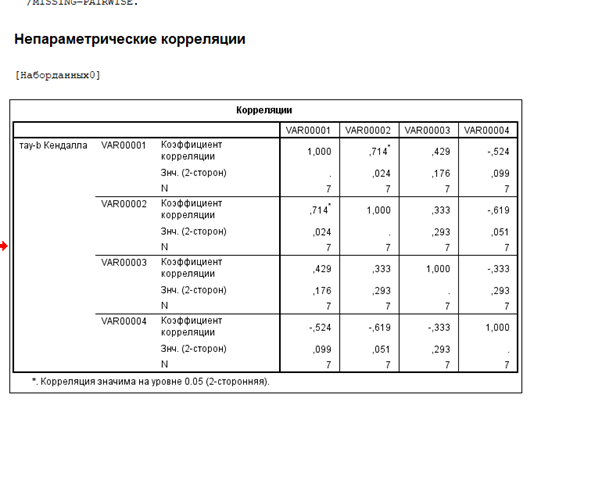 /MISSING=PAIRWISE.
Непараметрические корреляции
[Наборданных0]
Корреляции
VAR00001 VAR00002 VAR00003 VAR00004
тау-b Кендалла VAR00001 Коэффициент корреляции 1,000 ,714* ,429 -,524
Знч. (2-сторон) . ,024 ,176 ,099
N 7 7 7 7
VAR00002 Коэффициент корреляции ,714* 1,000 ,333 -,619
Знч. (2-сторон) ,024 . ,293 ,051
N 7 7 7 7
VAR00003 Коэффициент корреляции ,429 ,333 1,000 -,333
Знч. (2-сторон) ,176 ,293 . ,293
N 7 7 7 7
VAR00004 Коэффициент корреляции -,524 -,619 -,333 1,000
Знч. (2-сторон) ,099 ,051 ,293 .
N 7 7 7 7
*. Корреляция значима на уровне 0.05 (2-сторонняя).